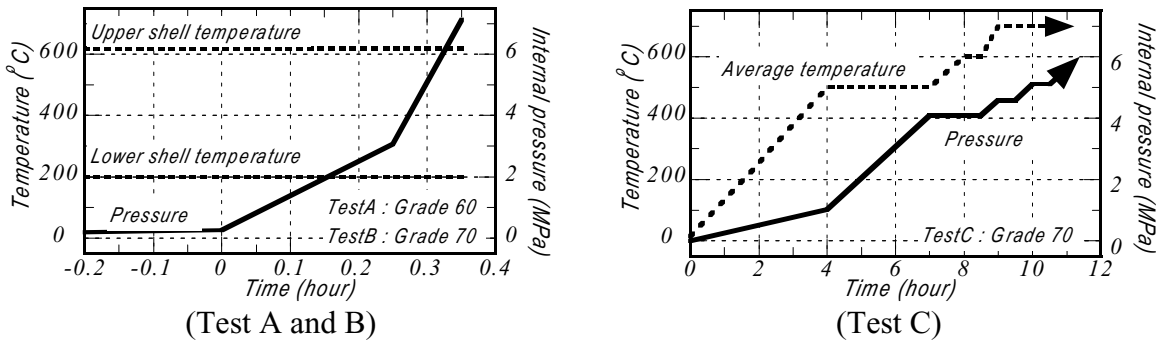 Upper shell temperature
Lower shell temperature
Pressure
TestA : Grade 60
TestB : Grade 70
Temperature (°C)
600
400
200
0
Internal pressure (MPa)
6
4
2
0
-0.2 -0.1 0 0.1 0.2 0.3 0.4
Time (hour)
(Test A and B)
Average temperature
Pressure
TestC : Grade 70
Temperature (°C)
600
400
200
0
Internal pressure (MPa)
6
4
2
0
0 2 4 6 8 10 12
Time (hour)
(Test C)